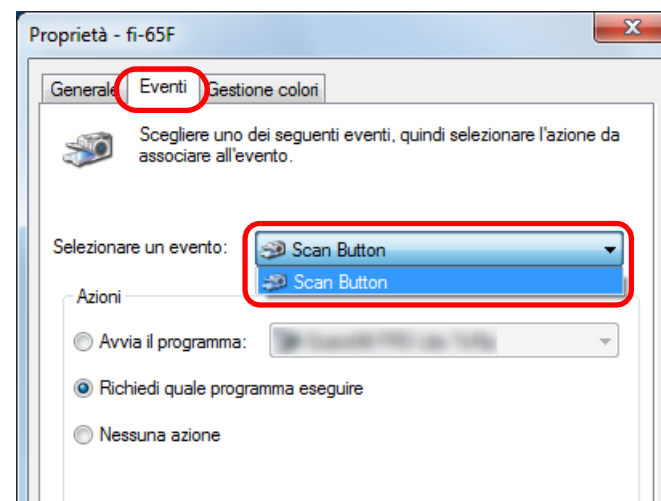 Proprietà - fi-65F
Generale Eventi Gestione colori
Scegliere uno dei seguenti eventi, quindi selezionare l'azione da
associare all'evento.
Selezionare un evento: Scan Button
Scan Button
Azioni
Avvia il programma:
Richiedi quale programma eseguire
Nessuna azione